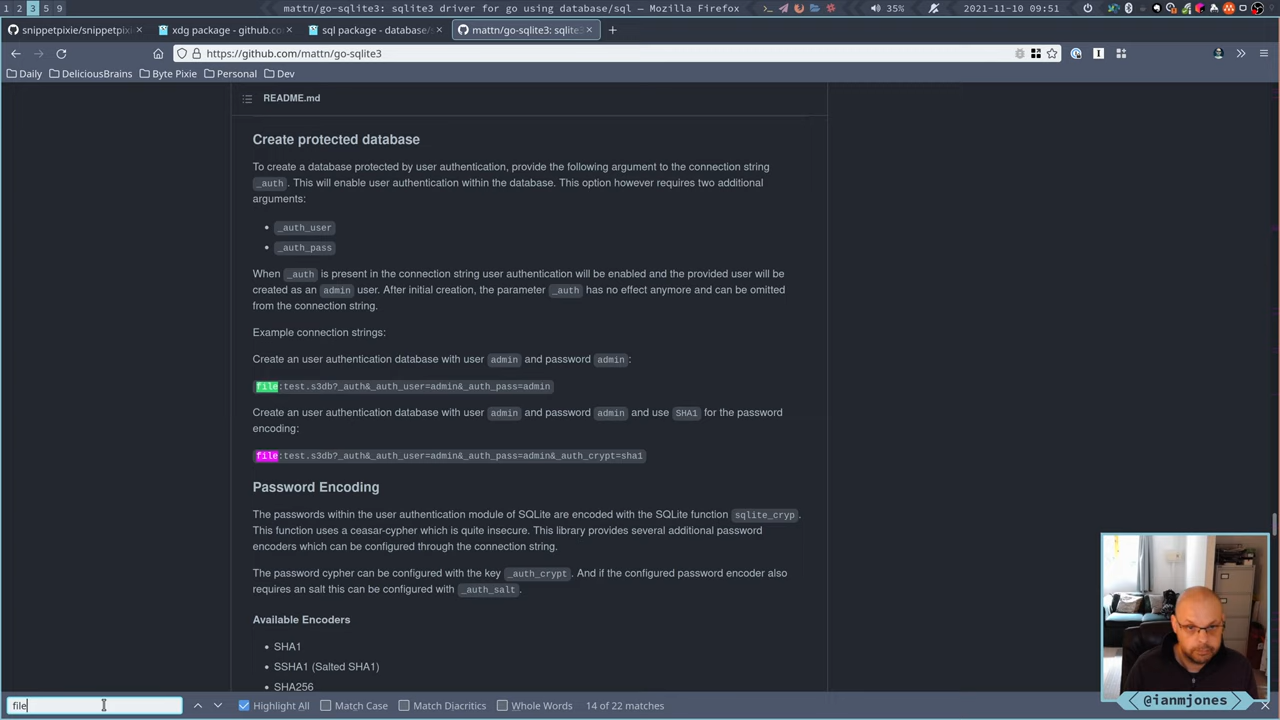 1 2 3 5 9
mattn/go-sqlite3: sqlite3 driver for go using database/sql — Mozilla Firefox
35%
2021-11-10 09:51
snippetpixie/snippetpixi
xdg package - github.co
sql package - database/s
mattn/go-sqlite3: sqlite3
https://github.com/mattn/go-sqlite3
Daily
DeliciousBrains
Byte Pixie
Personal
Dev
README.md
Create protected database
To create a database protected by user authentication, provide the following argument to the connection string
_auth . This will enable user authentication within the database. This option however requires two additional
arguments:
• _auth_user
• _auth_pass
When _auth is present in the connection string user authentication will be enabled and the provided user will be
created as an admin user. After initial creation, the parameter _auth has no effect anymore and can be omitted
from the connection string.
Example connection strings:
Create an user authentication database with user admin and password admin :
file:test.s3db?_auth&_auth_user=admin&_auth_pass=admin
Create an user authentication database with user admin and password admin and use SHA1 for the password
encoding:
file:test.s3db?_auth&_auth_user=admin&_auth_pass=admin&_auth_crypt=sha1
Password Encoding
The passwords within the user authentication module of SQLite are encoded with the SQLite function sqlite_cryp .
This function uses a ceasar-cypher which is quite insecure. This library provides several additional password
encoders which can be configured through the connection string.
The password cypher can be configured with the key _auth_crypt . And if the configured password encoder also
requires an salt this can be configured with _auth_salt .
Available Encoders
• SHA1
• SSHA1 (Salted SHA1)
• SHA256
file
Highlight All
Match Case
Match Diacritics
Whole Words
14 of 22 matches
@ianmjones